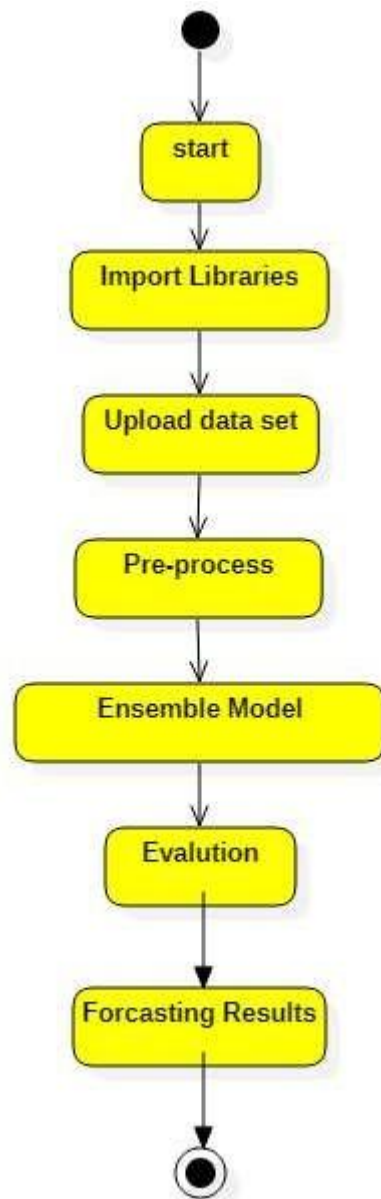 start
Import Libraries
Upload data set
Pre-process
Ensemble Model
Evalution
Forcasting Results